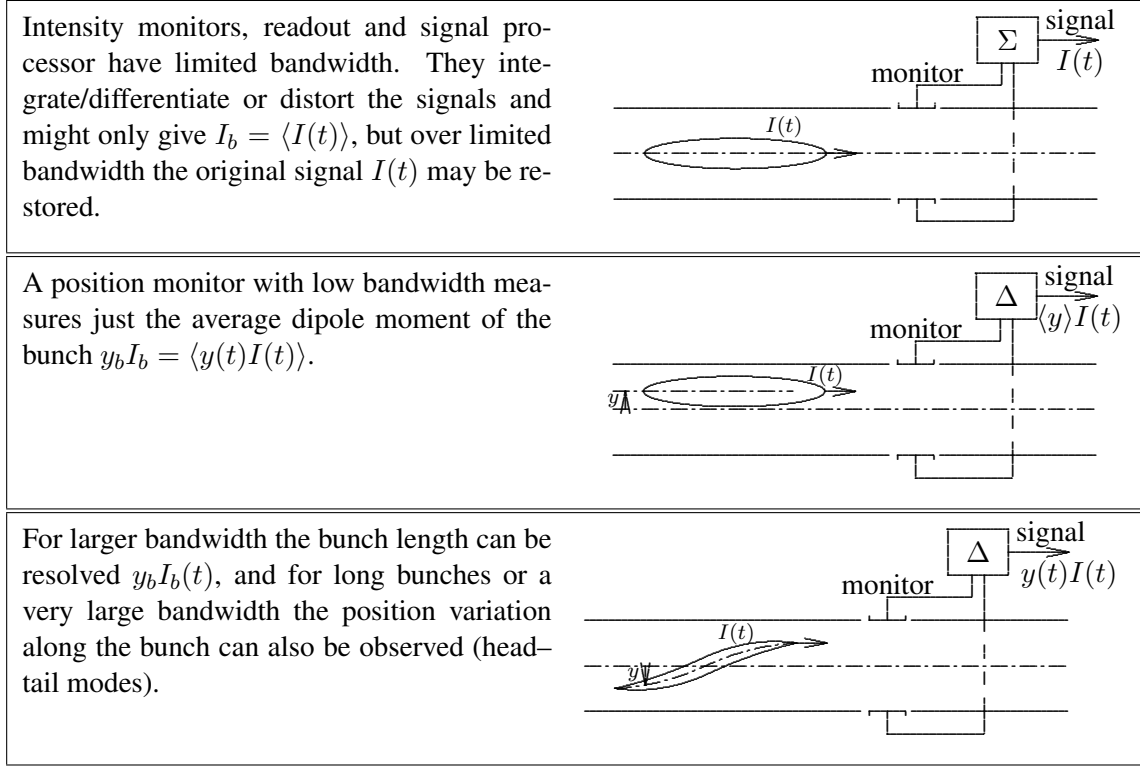 Intensity monitors, readout and signal pro-
cessor have limited bandwidth. They inte-
grate/differentiate or distort the signals and
might only give I_b = ⟨I(t)⟩, but over limited
bandwidth the original signal I(t) may be re-
stored.
Σ
signal
I(t)
monitor
I(t)
A position monitor with low bandwidth mea-
sures just the average dipole moment of the
bunch y_b I_b = ⟨y(t)I(t)⟩.
Δ
signal
⟨y⟩I(t)
monitor
I(t)
y
For larger bandwidth the bunch length can be
resolved y_b I_b(t), and for long bunches or a
very large bandwidth the position variation
along the bunch can also be observed (head–
tail modes).
Δ
signal
y(t)I(t)
monitor
I(t)
y